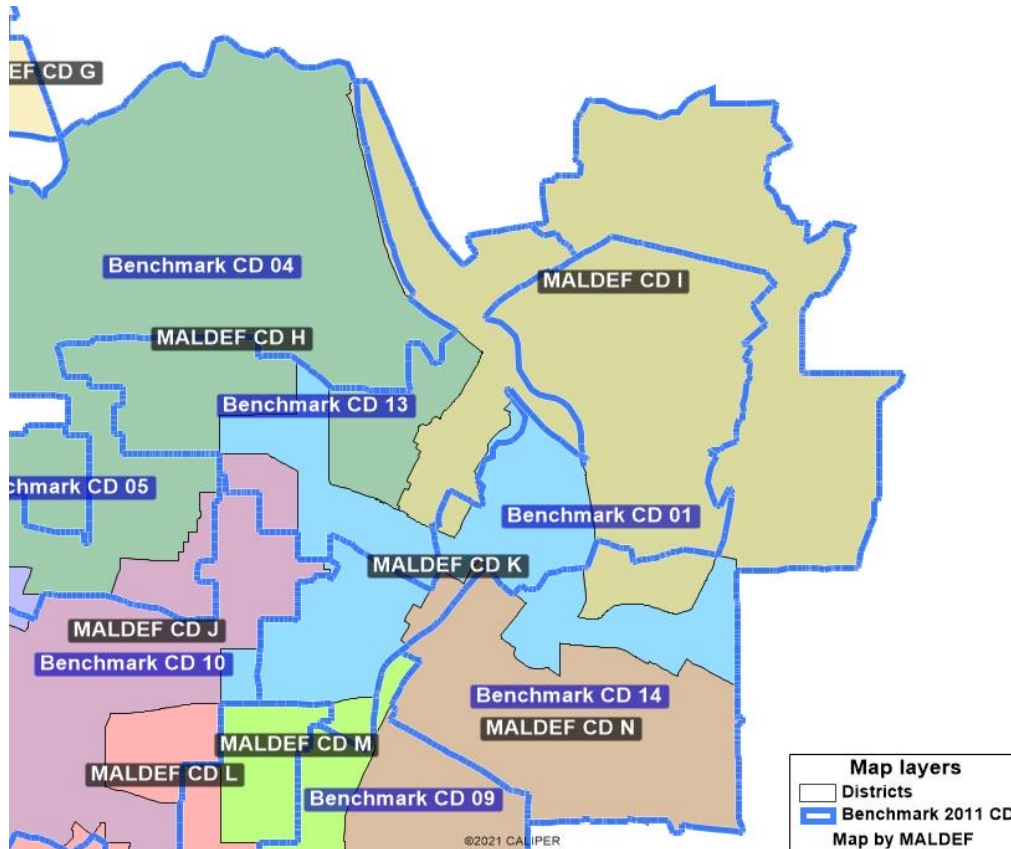 EF CD G
Benchmark CD 04
MALDEF CD I
MALDEF CD H
Benchmark CD 13
chmark CD 05
Benchmark CD 01
MALDEF CD K
MALDEF CD J
Benchmark CD 10
Benchmark CD 14
MALDEF CD N
MALDEF CD M
MALDEF CD L
Benchmark CD 09
©2021 CALIPER
Map layers
Districts
Benchmark 2011 CD
Map by MALDEF